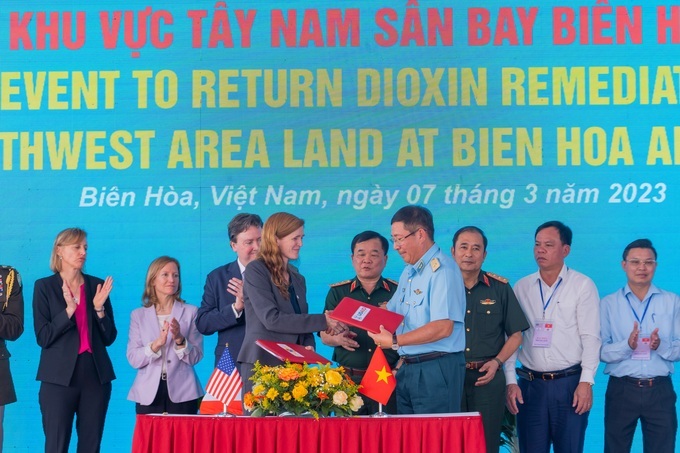 KHU VỰC TÂY NAM SÂN BAY BIÊN H
EVENT TO RETURN DIOXIN REMEDIAT
THWEST AREA LAND AT BIEN HOA AI
Biên Hòa, Việt Nam, ngày 07 tháng 3 năm 2023